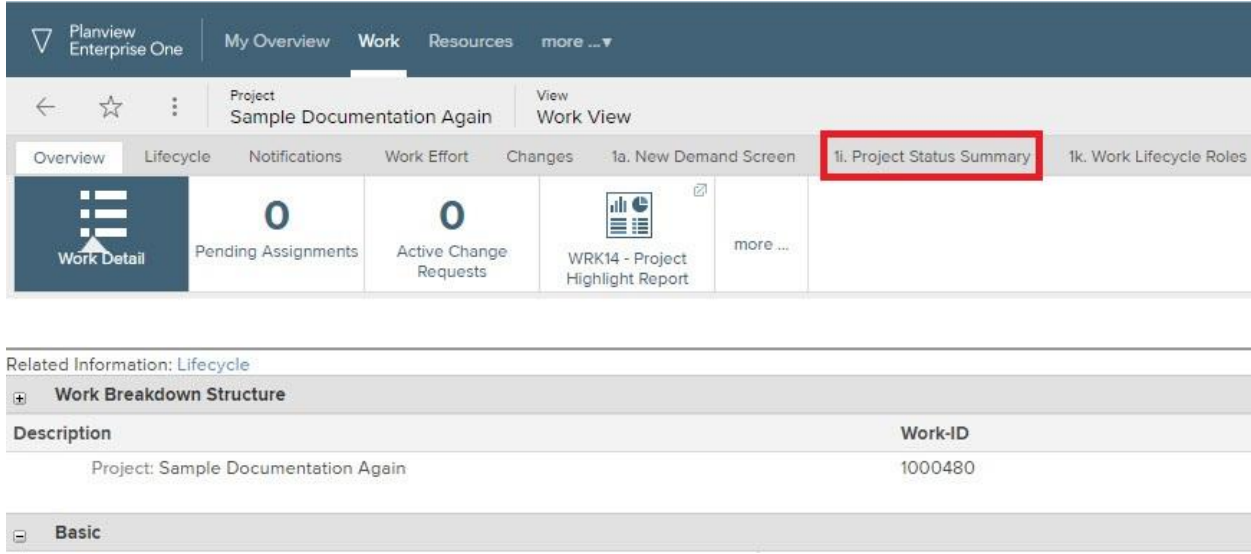 Planview
Enterprise One
My Overview Work Resources more ...▾
Project
Sample Documentation Again
View
Work View
Overview Lifecycle Notifications Work Effort Changes 1a. New Demand Screen 1i. Project Status Summary 1k. Work Lifecycle Roles
Work Detail
0
Pending Assignments
0
Active Change
Requests
WRK14 - Project
Highlight Report
more ...
Related Information: Lifecycle
Work Breakdown Structure
Description Work-ID
Project: Sample Documentation Again 1000480
Basic